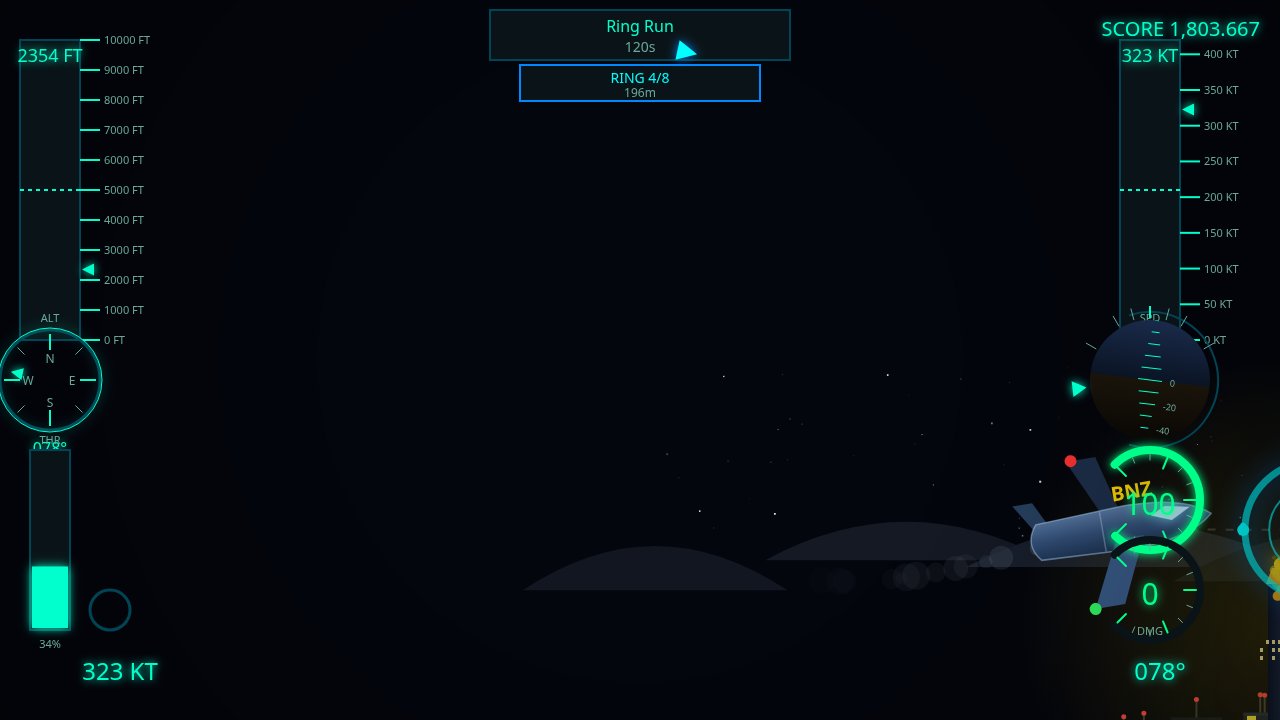 Ring Run
120s
RING 4/8
196m
SCORE 1,803.667
2354 FT
10000 FT
9000 FT
8000 FT
7000 FT
6000 FT
5000 FT
4000 FT
3000 FT
2000 FT
1000 FT
0 FT
ALT
N
W E
S
THR
078°
34%
323 KT
323 KT
400 KT
350 KT
300 KT
250 KT
200 KT
150 KT
100 KT
50 KT
0 KT
SPD
0
-20
-40
BNZ
100
0
DMG
078°